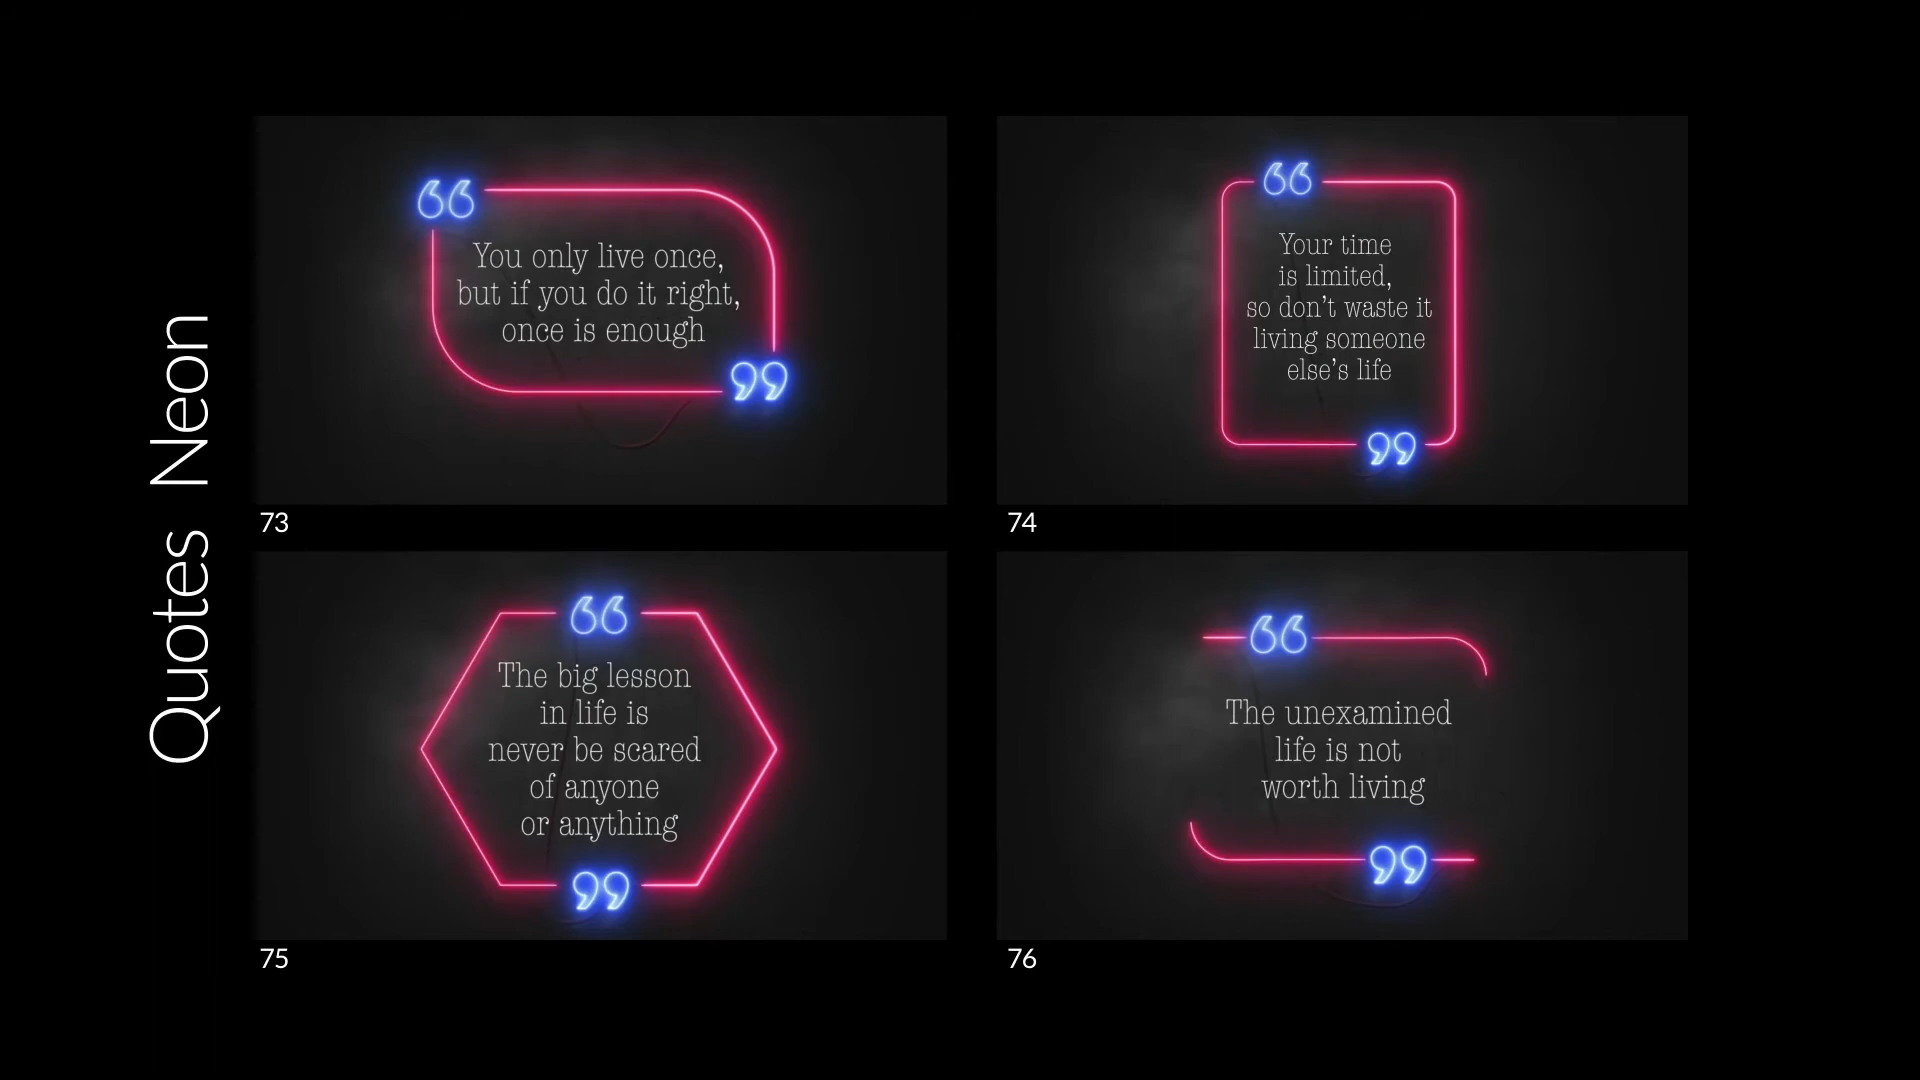 Quotes Neon
“
You only live once,
but if you do it right,
once is enough
”
73
“
Your time
is limited,
so don’t waste it
living someone
else’s life
”
74
“
The big lesson
in life is
never be scared
of anyone
or anything
”
75
“
The unexamined
life is not
worth living
”
76